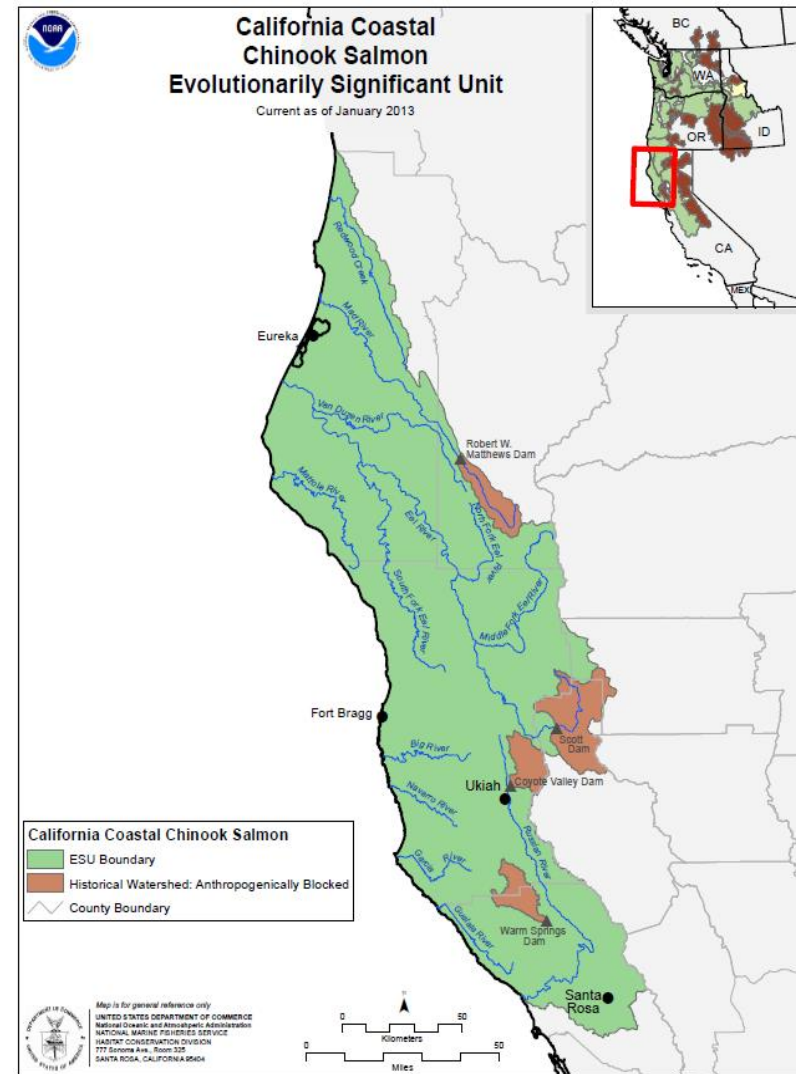 NOAA
California Coastal
Chinook Salmon
Evolutionarily Significant Unit
Current as of January 2013
BC
WA
OR
ID
CA
MEX
Redwood Creek
Mad River
Eureka
Van Duzen River
Robert W.
Matthews Dam
Mattole River
Eel River
North Fork Eel
River
South Fork Eel River
Middle Fork Eel River
Fort Bragg
Scott
Dam
Big River
Coyote Valley Dam
Ukiah
Navarro River
Russian River
Garcia River
Warm Springs
Dam
Gualala River
Santa
Rosa
California Coastal Chinook Salmon
ESU Boundary
Historical Watershed: Anthropogenically Blocked
County Boundary
Map is for general reference only
UNITED STATES DEPARTMENT OF COMMERCE
National Oceanic and Atmospheric Administration
NATIONAL MARINE FISHERIES SERVICE
HABITAT CONSERVATION DIVISION
777 Sonoma Ave., Room 325
SANTA ROSA, CALIFORNIA 95404
0 50
Kilometers
0 50
Miles